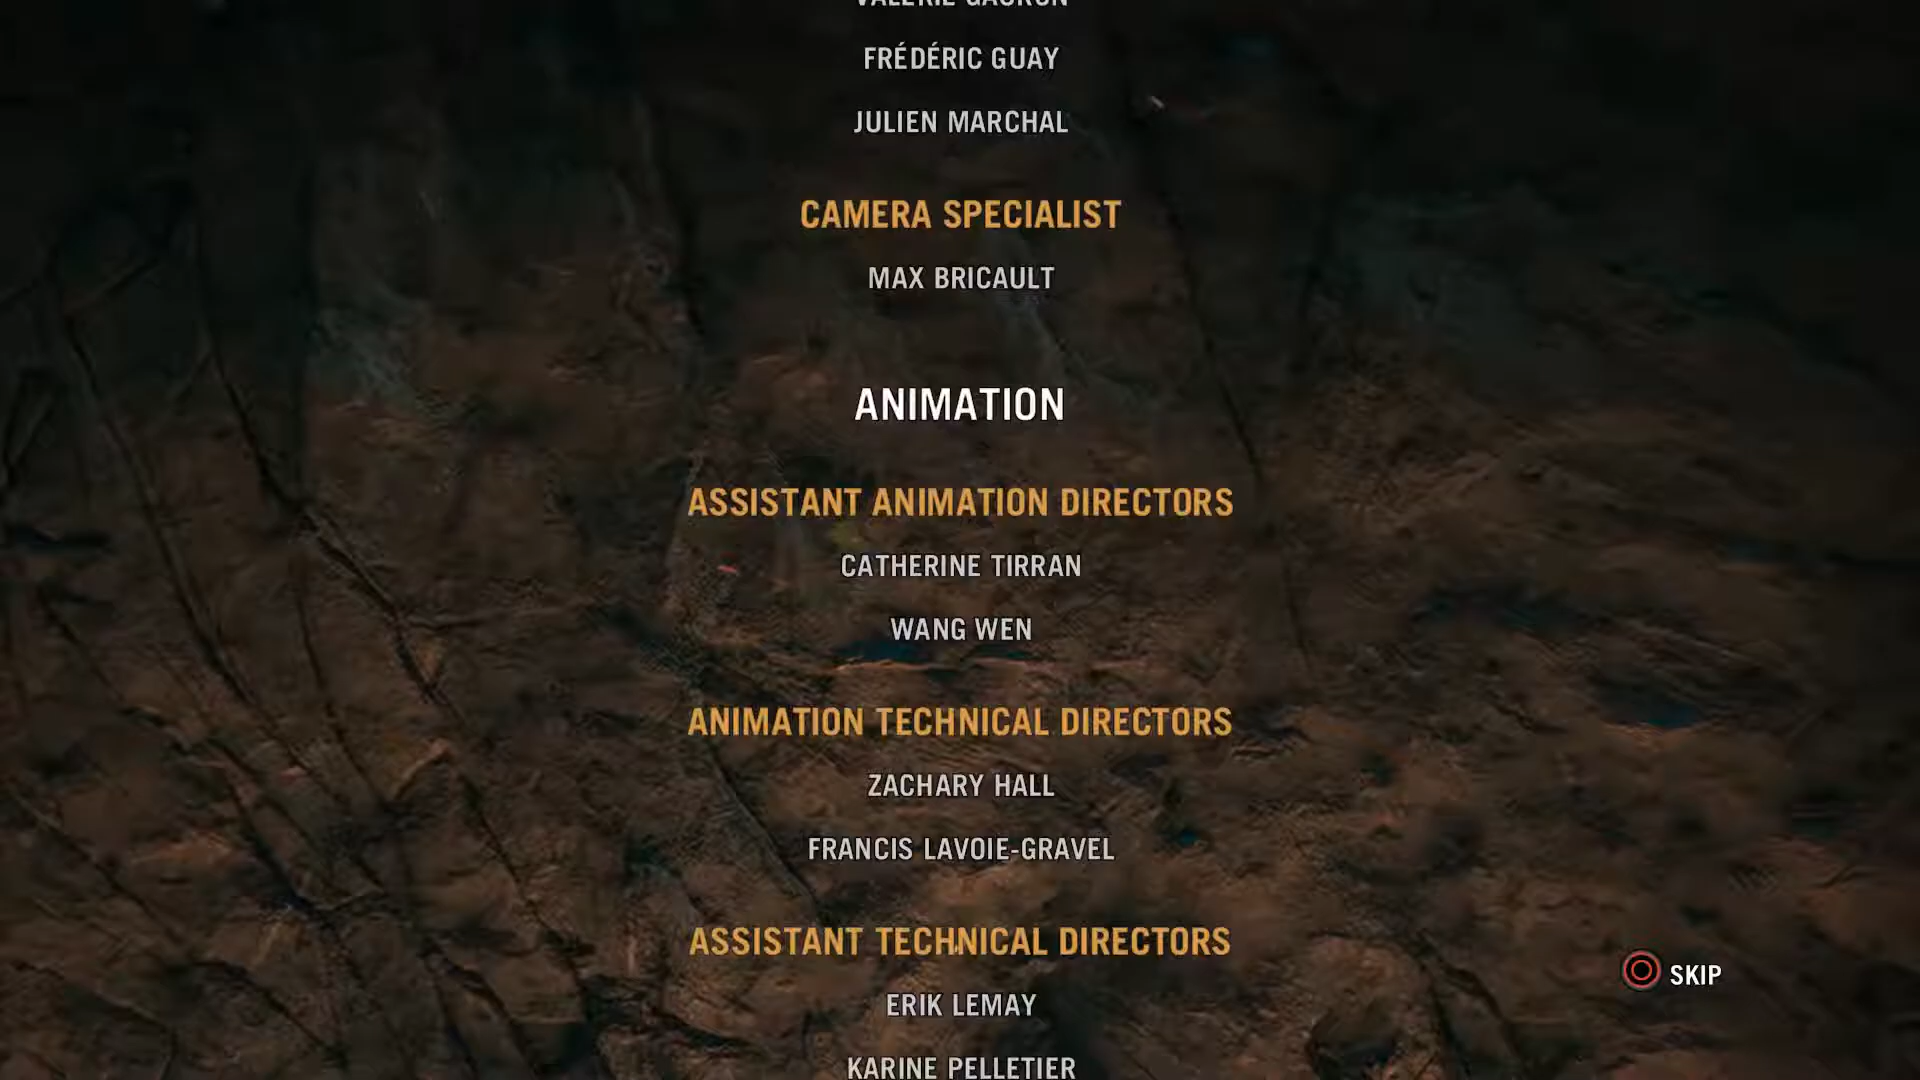 FRÉDÉRIC GUAY
JULIEN MARCHAL
CAMERA SPECIALIST
MAX BRICAULT
ANIMATION
ASSISTANT ANIMATION DIRECTORS
CATHERINE TIRRAN
WANG WEN
ANIMATION TECHNICAL DIRECTORS
ZACHARY HALL
FRANCIS LAVOIE-GRAVEL
ASSISTANT TECHNICAL DIRECTORS
SKIP
ERIK LEMAY
KARINE PELLETIER